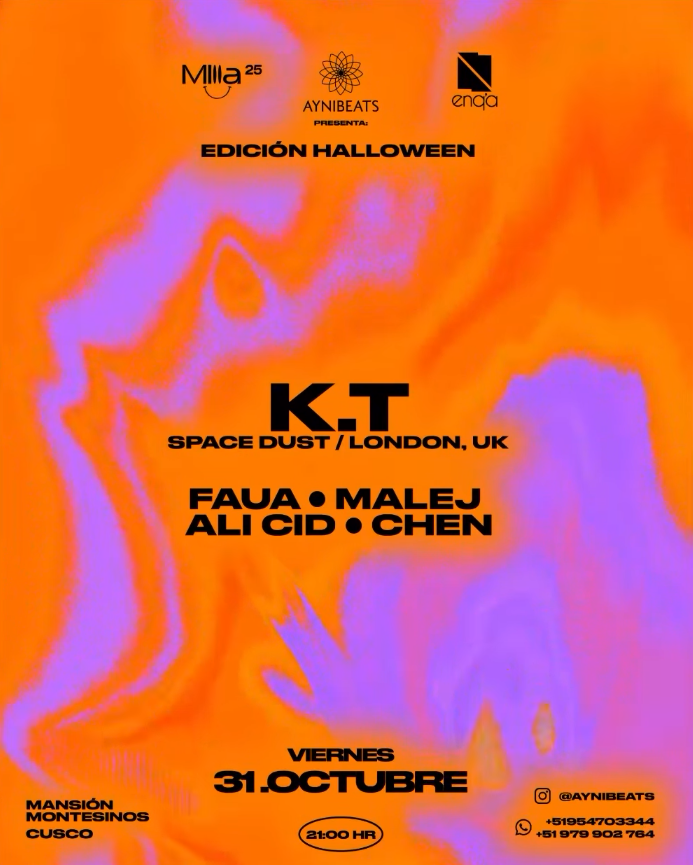 Milla 25
AYNIBEATS
enqa
PRESENTA:
EDICIÓN HALLOWEEN
K.T
SPACE DUST / LONDON, UK
FAUA ● MALEJ
ALI CID ● CHEN
VIERNES
31.OCTUBRE
21:00 HR
MANSIÓN
MONTESINOS
CUSCO
@AYNIBEATS
+51954703344
+51 979 902 764